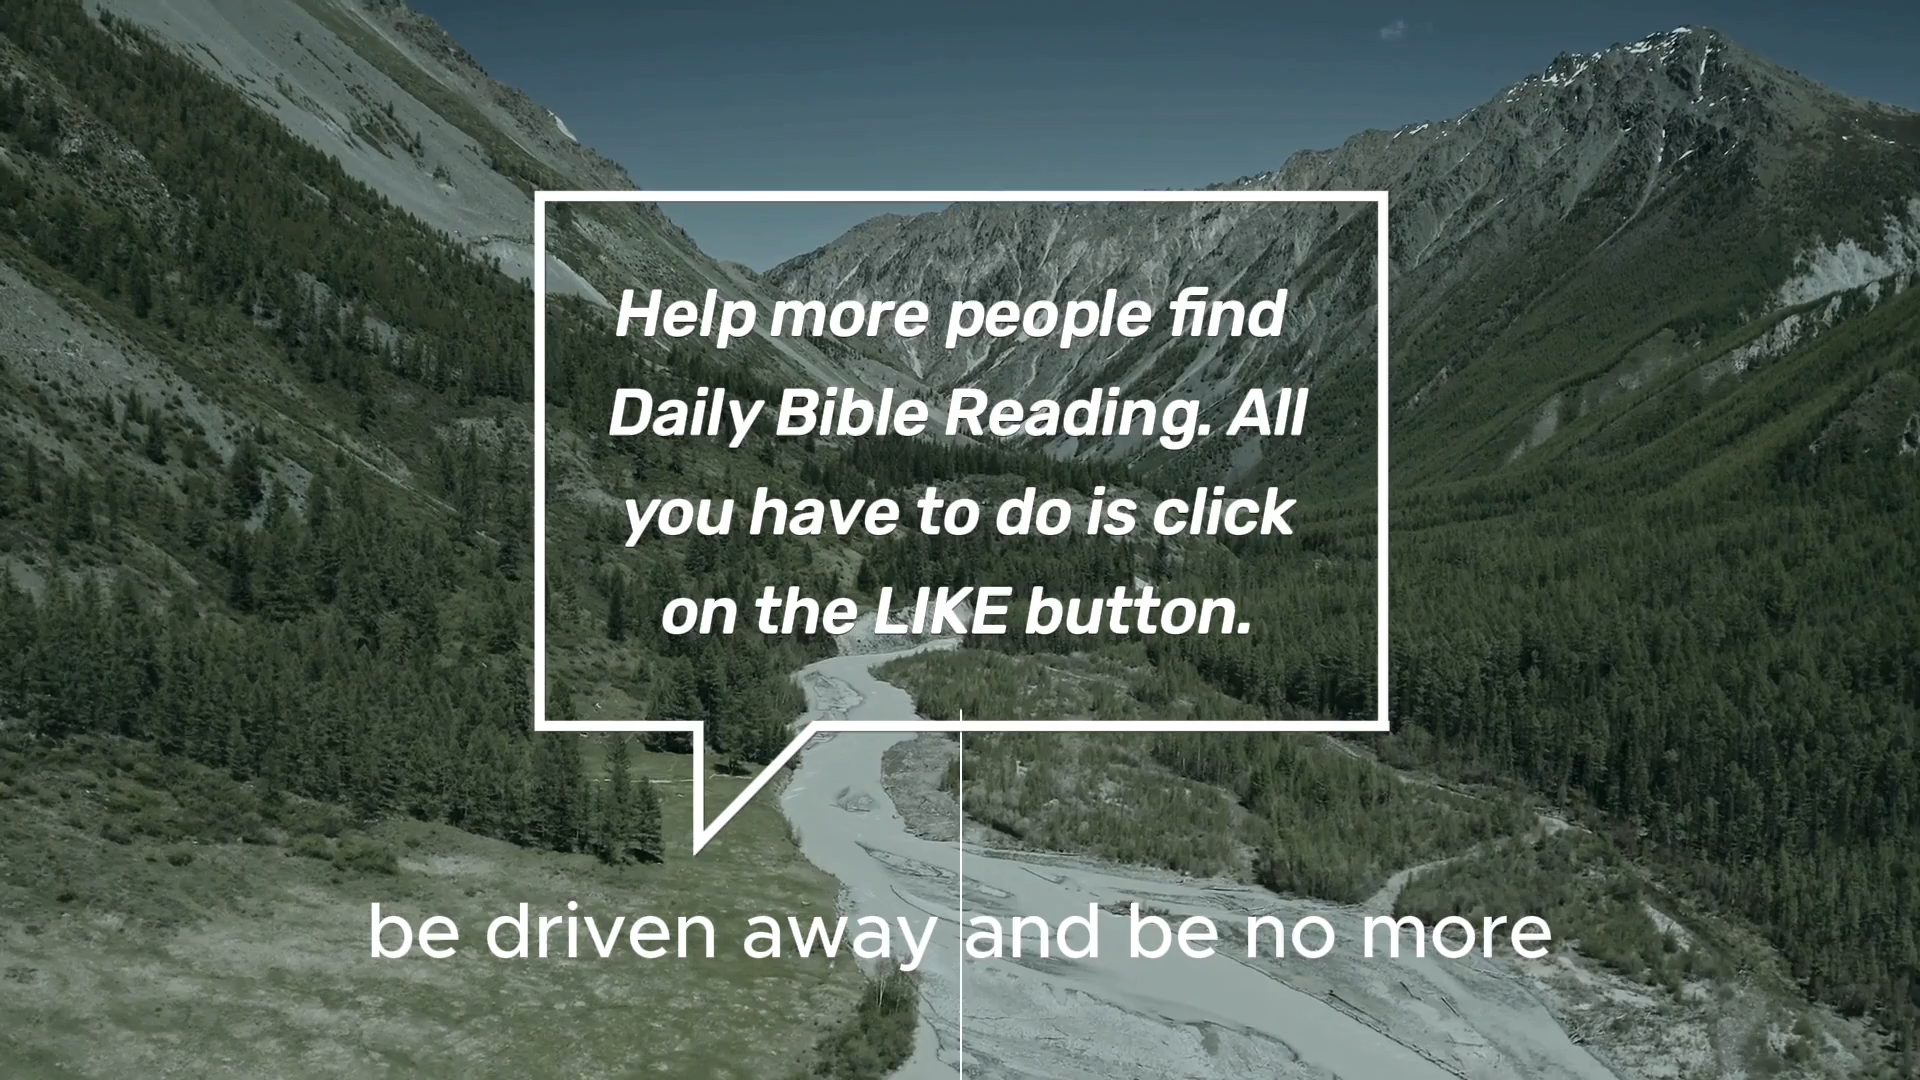 Help more people find
Daily Bible Reading. All
you have to do is click
on the LIKE button.
be driven away and be no more